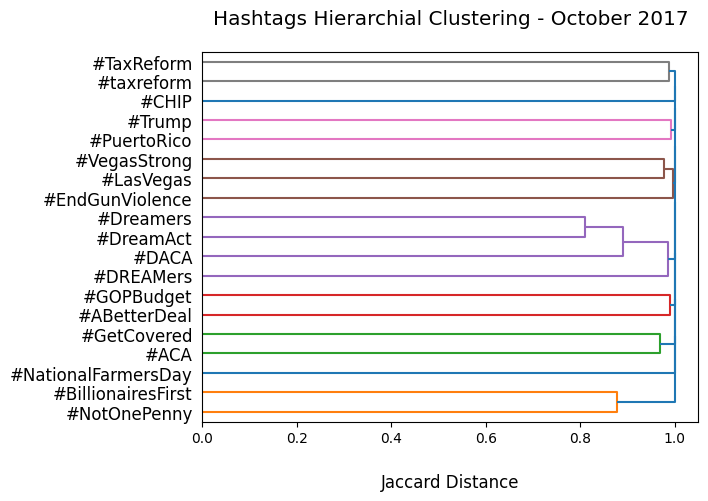 Hashtags Hierarchial Clustering - October 2017
#TaxReform
#taxreform
#CHIP
#Trump
#PuertoRico
#VegasStrong
#LasVegas
#EndGunViolence
#Dreamers
#DreamAct
#DACA
#DREAMers
#GOPBudget
#ABetterDeal
#GetCovered
#ACA
#NationalFarmersDay
#BillionairesFirst
#NotOnePenny
0.0 0.2 0.4 0.6 0.8 1.0
Jaccard Distance